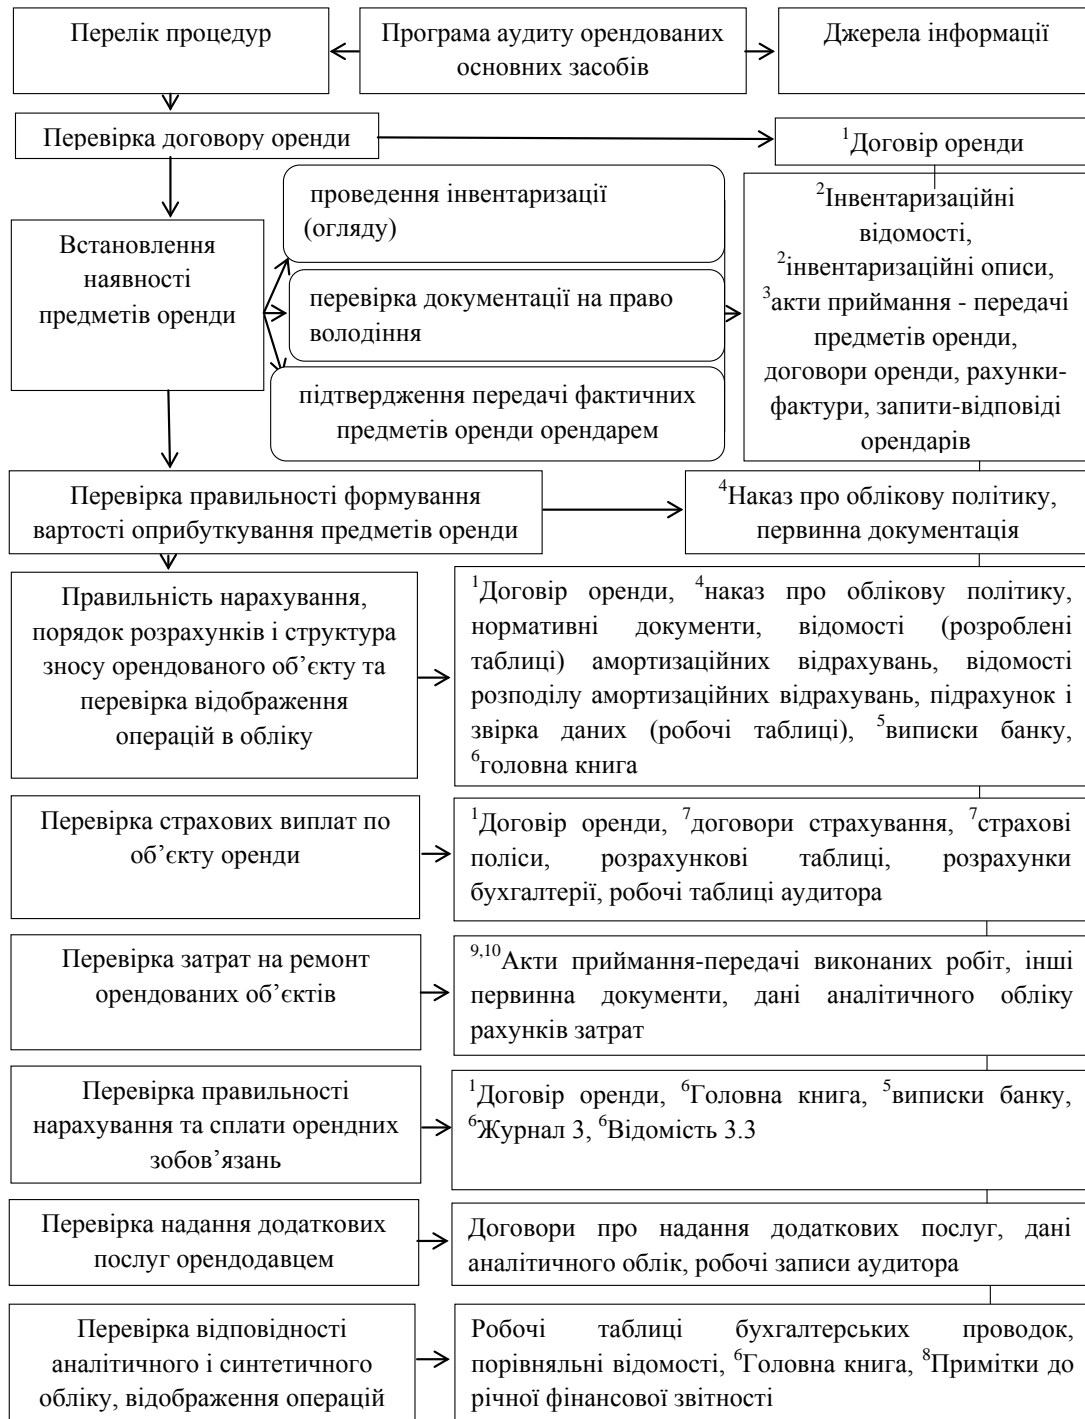 Перелік процедур
Програма аудиту орендованих
основних засобів
Джерела інформації
Перевірка договору оренди
¹Договір оренди
Встановлення
наявності
предметів оренди
проведення інвентаризації
(огляду)
перевірка документації на право
володіння
підтвердження передачі фактичних
предметів оренди орендарем
²Інвентаризаційні
відомості,
²інвентаризаційні описи,
³акти приймання - передачі
предметів оренди,
договори оренди, рахунки-
фактури, запити-відповіді
орендарів
Перевірка правильності формування
вартості оприбуткування предметів оренди
⁴Наказ про облікову політику,
первинна документація
Правильність нарахування,
порядок розрахунків і структура
зносу орендованого об’єкту та
перевірка відображення
операцій в обліку
¹Договір оренди, ⁴наказ про облікову політику,
нормативні документи, відомості (розроблені
таблиці) амортизаційних відрахувань, відомості
розподілу амортизаційних відрахувань, підрахунок і
звірка даних (робочі таблиці), ⁵виписки банку,
⁶головна книга
Перевірка страхових виплат по
об’єкту оренди
¹Договір оренди, ⁷договори страхування, ⁷страхові
поліси, розрахункові таблиці, розрахунки
бухгалтерії, робочі таблиці аудитора
Перевірка затрат на ремонт
орендованих об’єктів
⁹,¹⁰Акти приймання-передачі виконаних робіт, інші
первинна документи, дані аналітичного обліку
рахунків затрат
Перевірка правильності
нарахування та сплати орендних
зобов’язань
¹Договір оренди, ⁶Головна книга, ⁵виписки банку,
⁶Журнал 3, ⁶Відомість 3.3
Перевірка надання додаткових
послуг орендодавцем
Договори про надання додаткових послуг, дані
аналітичного облік, робочі записи аудитора
Перевірка відповідності
аналітичного і синтетичного
обліку, відображення операцій
Робочі таблиці бухгалтерських проводок,
порівняльні відомості, ⁶Головна книга, ⁸Примітки до
річної фінансової звітності